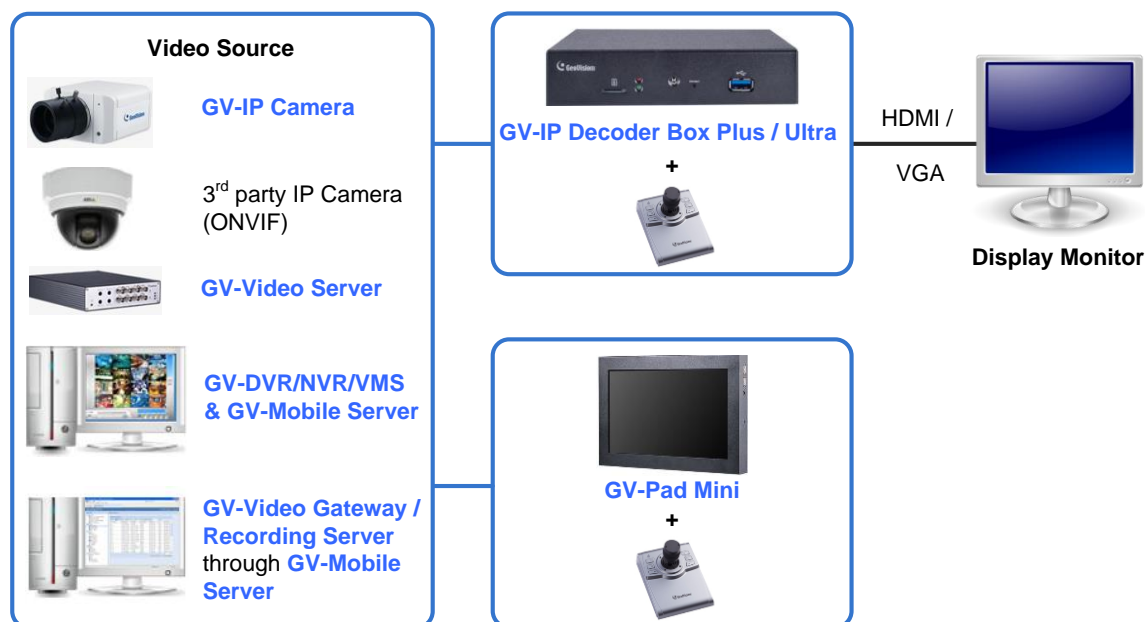 Video Source
GV-IP Camera
3rd party IP Camera
(ONVIF)
GV-Video Server
GV-DVR/NVR/VMS
& GV-Mobile Server
GV-Video Gateway /
Recording Server
through GV-Mobile
Server
GeoVision
GV-IP Decoder Box Plus / Ultra
+
HDMI /
VGA
Display Monitor
GV-Pad Mini
+